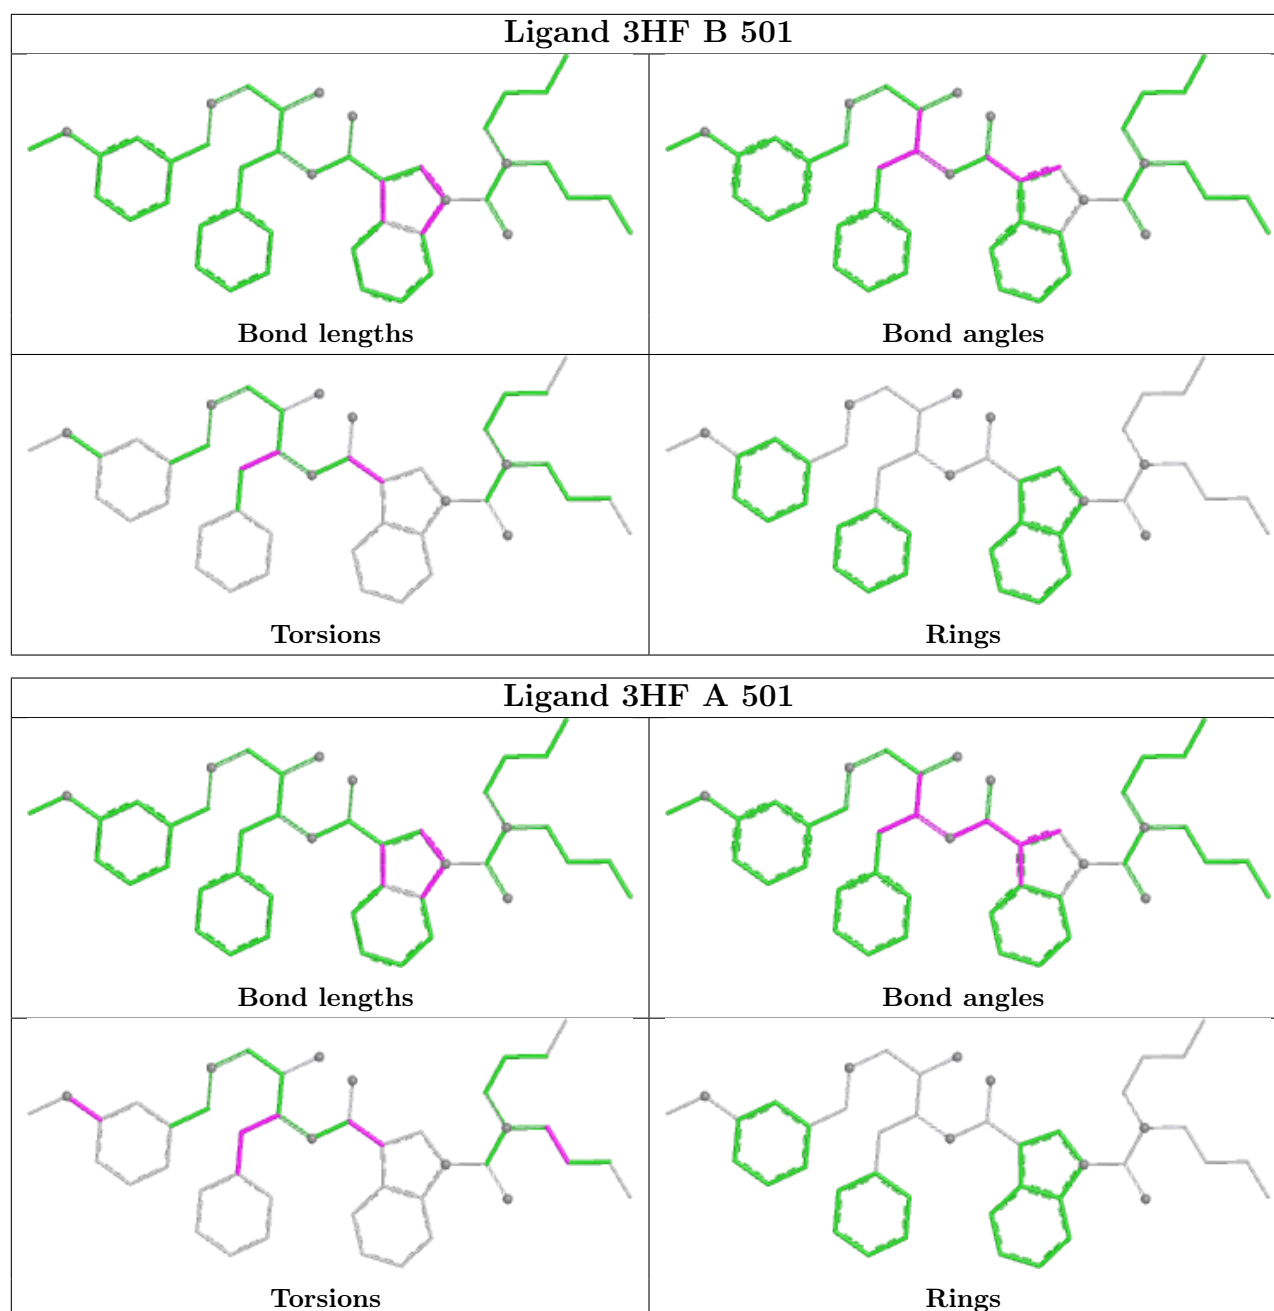 Ligand 3HF B 501
Bond lengths
Bond angles
Torsions
Rings
Ligand 3HF A 501
Bond lengths
Bond angles
Torsions
Rings